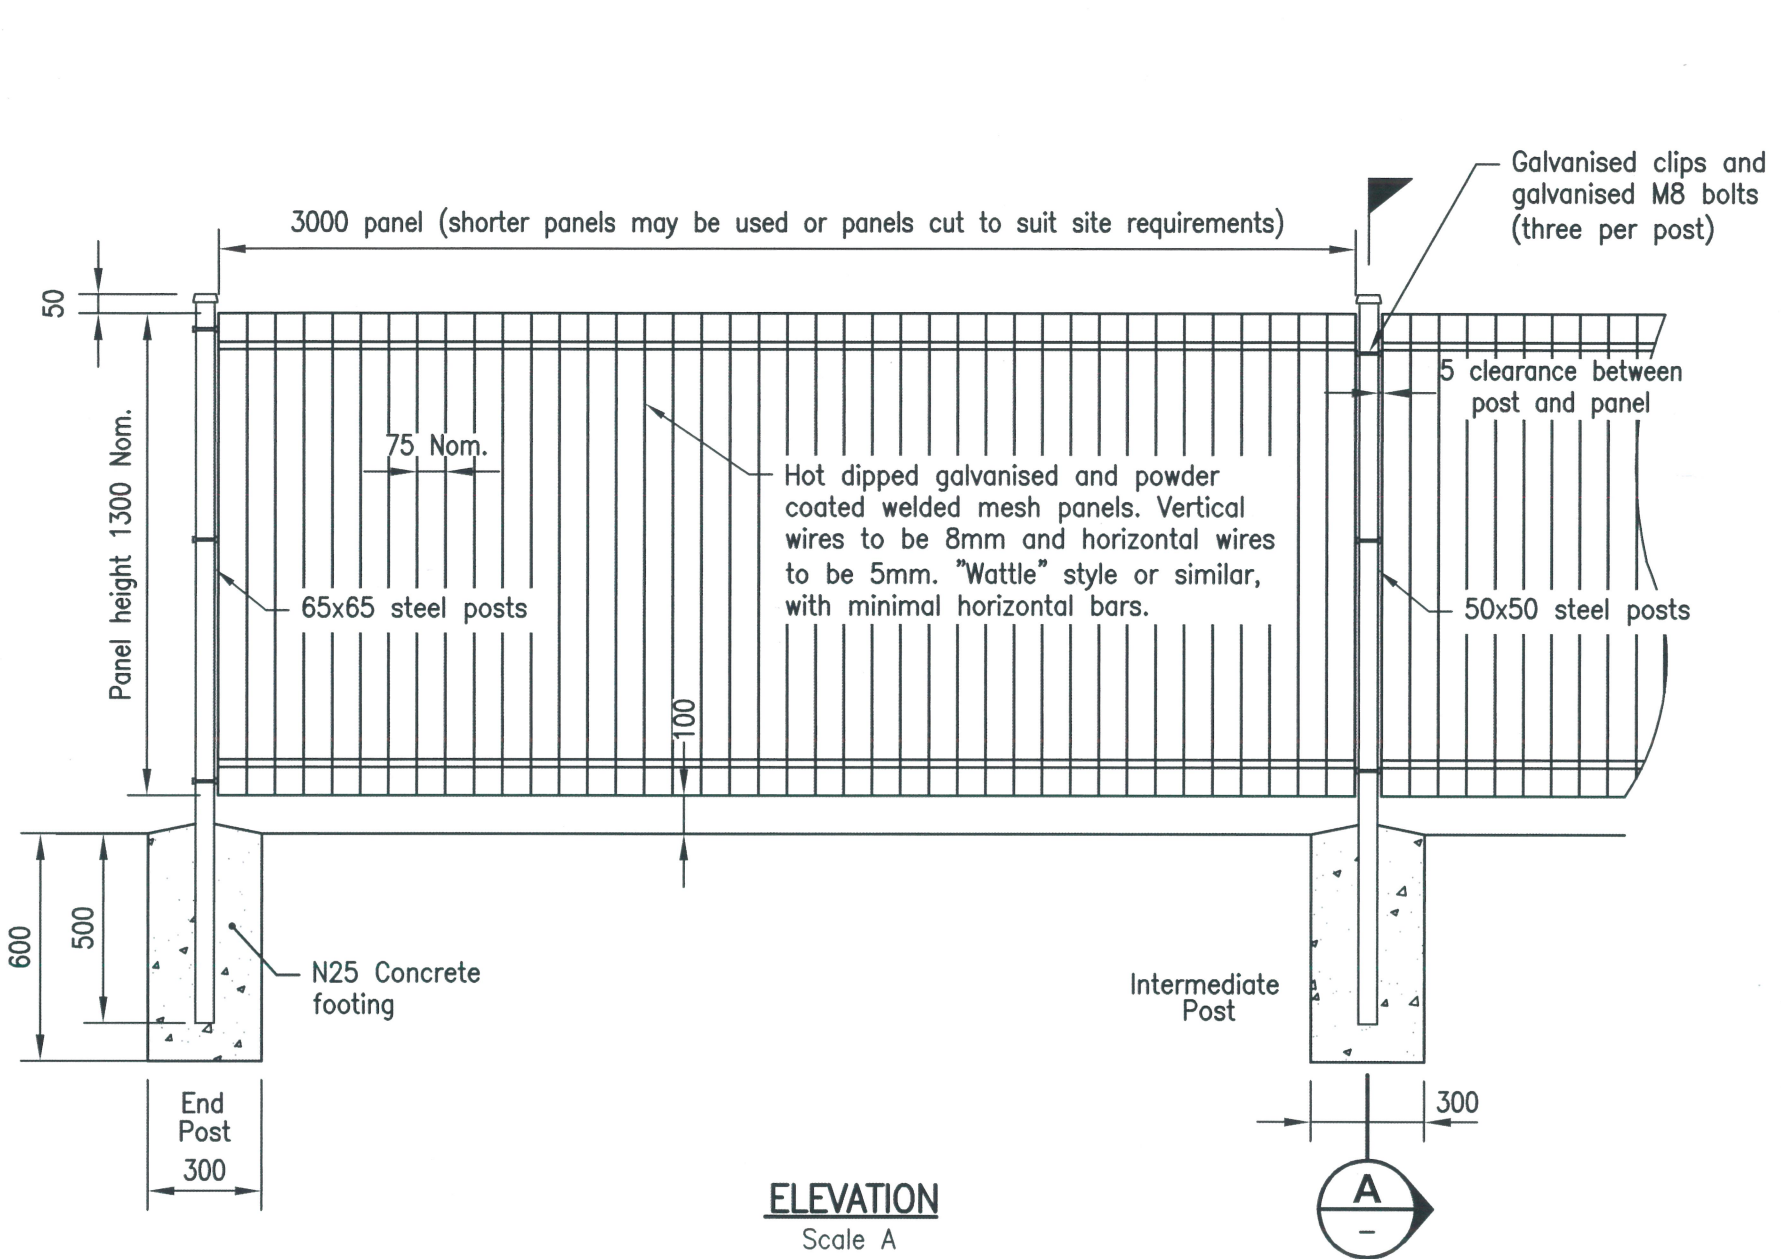 Galvanised clips and
galvanised M8 bolts
(three per post)
3000 panel (shorter panels may be used or panels cut to suit site requirements)
50
5 clearance between
post and panel
75 Nom.
Panel height 1300 Nom.
Hot dipped galvanised and powder
coated welded mesh panels. Vertical
wires to be 8mm and horizontal wires
to be 5mm. "Wattle" style or similar,
with minimal horizontal bars.
65x65 steel posts
50x50 steel posts
100
600
500
N25 Concrete
footing
Intermediate
Post
End
Post
300
300
A
–
ELEVATION
Scale A